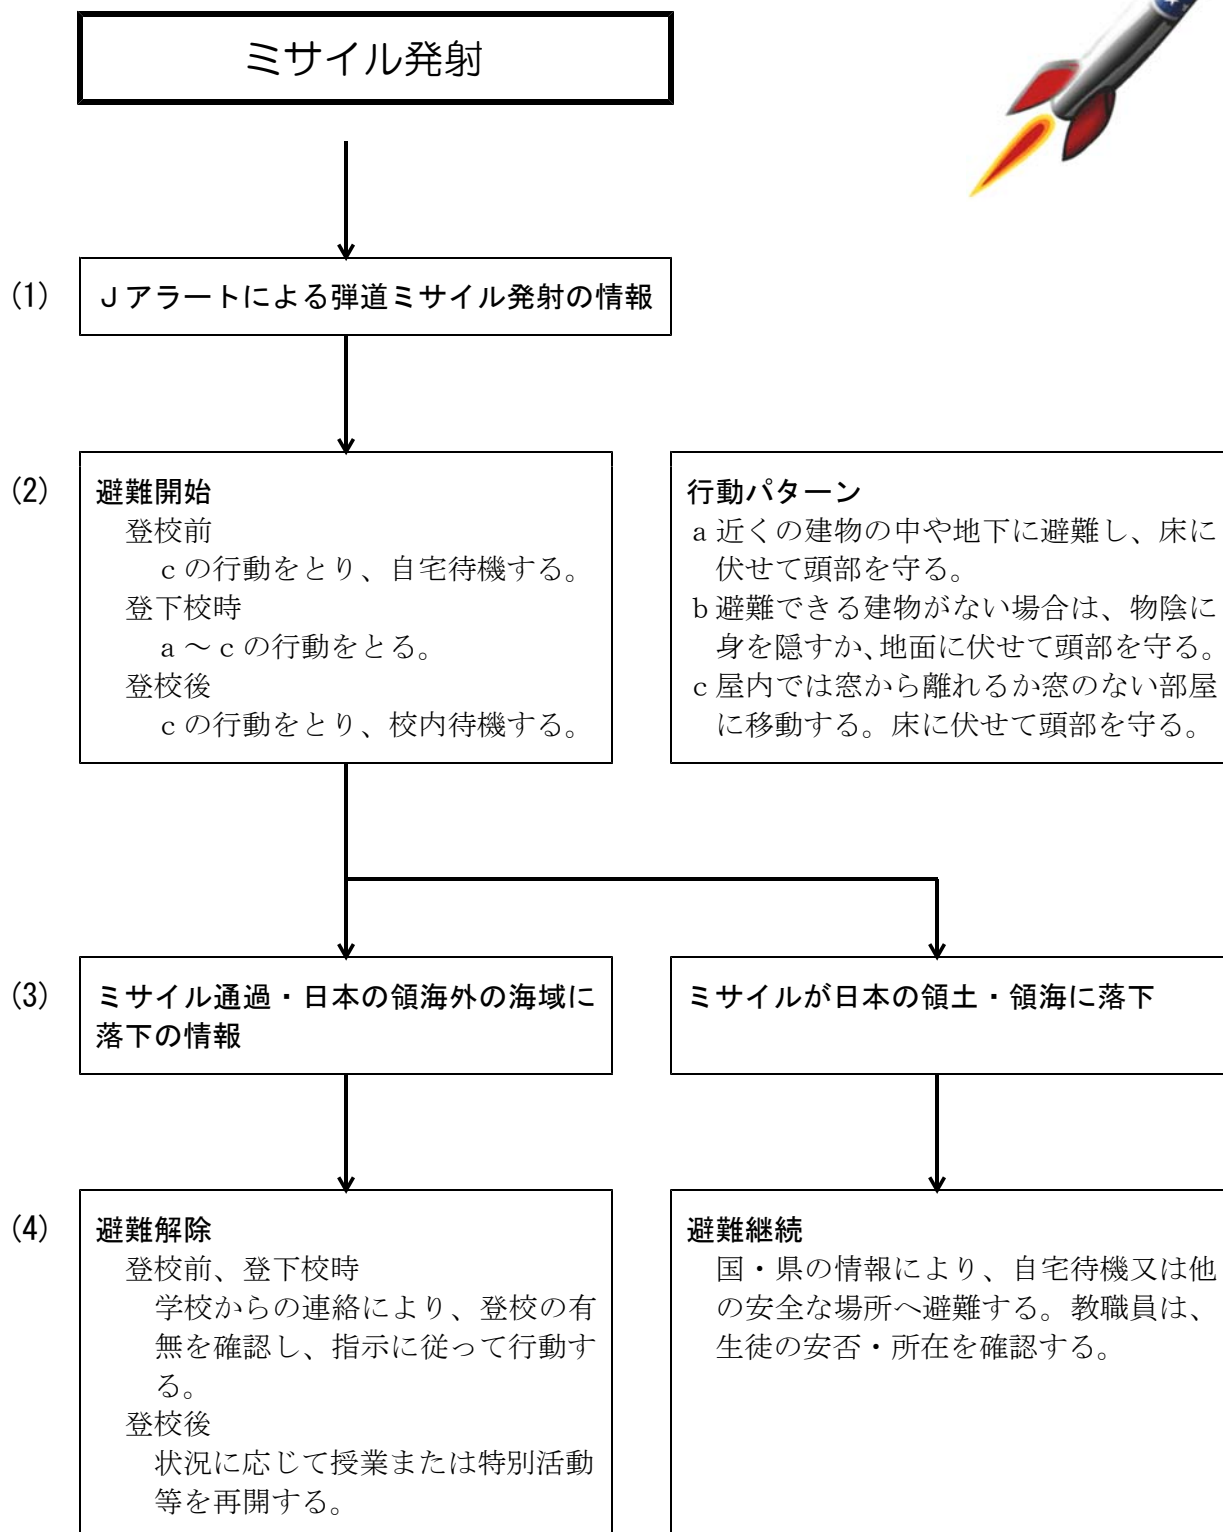 ミサイル発射
(1)
Ｊアラートによる弾道ミサイル発射の情報
(2)
避難開始
登校前
ｃの行動をとり、自宅待機する。
登下校時
ａ～ｃの行動をとる。
登校後
ｃの行動をとり、校内待機する。
行動パターン
ａ近くの建物の中や地下に避難し、床に
伏せて頭部を守る。
ｂ避難できる建物がない場合は、物陰に
身を隠すか、地面に伏せて頭部を守る。
ｃ屋内では窓から離れるか窓のない部屋
に移動する。床に伏せて頭部を守る。
(3)
ミサイル通過・日本の領海外の海域に
落下の情報
ミサイルが日本の領土・領海に落下
(4)
避難解除
登校前、登下校時
学校からの連絡により、登校の有
無を確認し、指示に従って行動す
る。
登校後
状況に応じて授業または特別活動
等を再開する。
避難継続
国・県の情報により、自宅待機又は他
の安全な場所へ避難する。教職員は、
生徒の安否・所在を確認する。